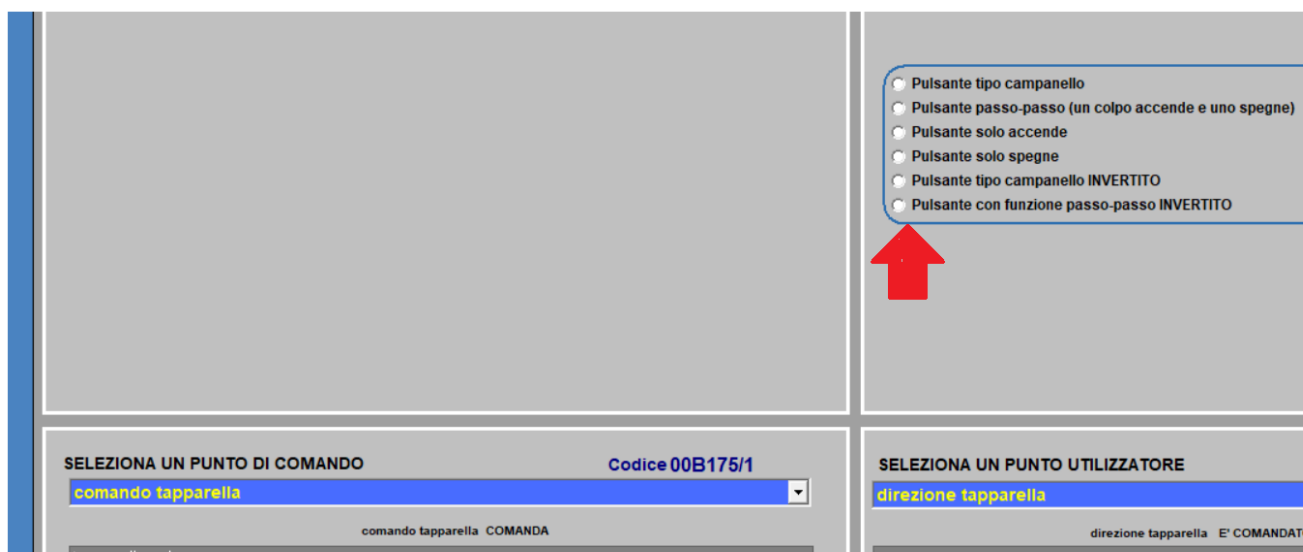 Pulsante tipo campanello
Pulsante passo-passo (un colpo accende e uno spegne)
Pulsante solo accende
Pulsante solo spegne
Pulsante tipo campanello INVERTITO
Pulsante con funzione passo-passo INVERTITO
SELEZIONA UN PUNTO DI COMANDO
Codice 00B175/1
comando tapparella
comando tapparella COMANDA
SELEZIONA UN PUNTO UTILIZZATORE
direzione tapparella
direzione tapparella E' COMANDAT